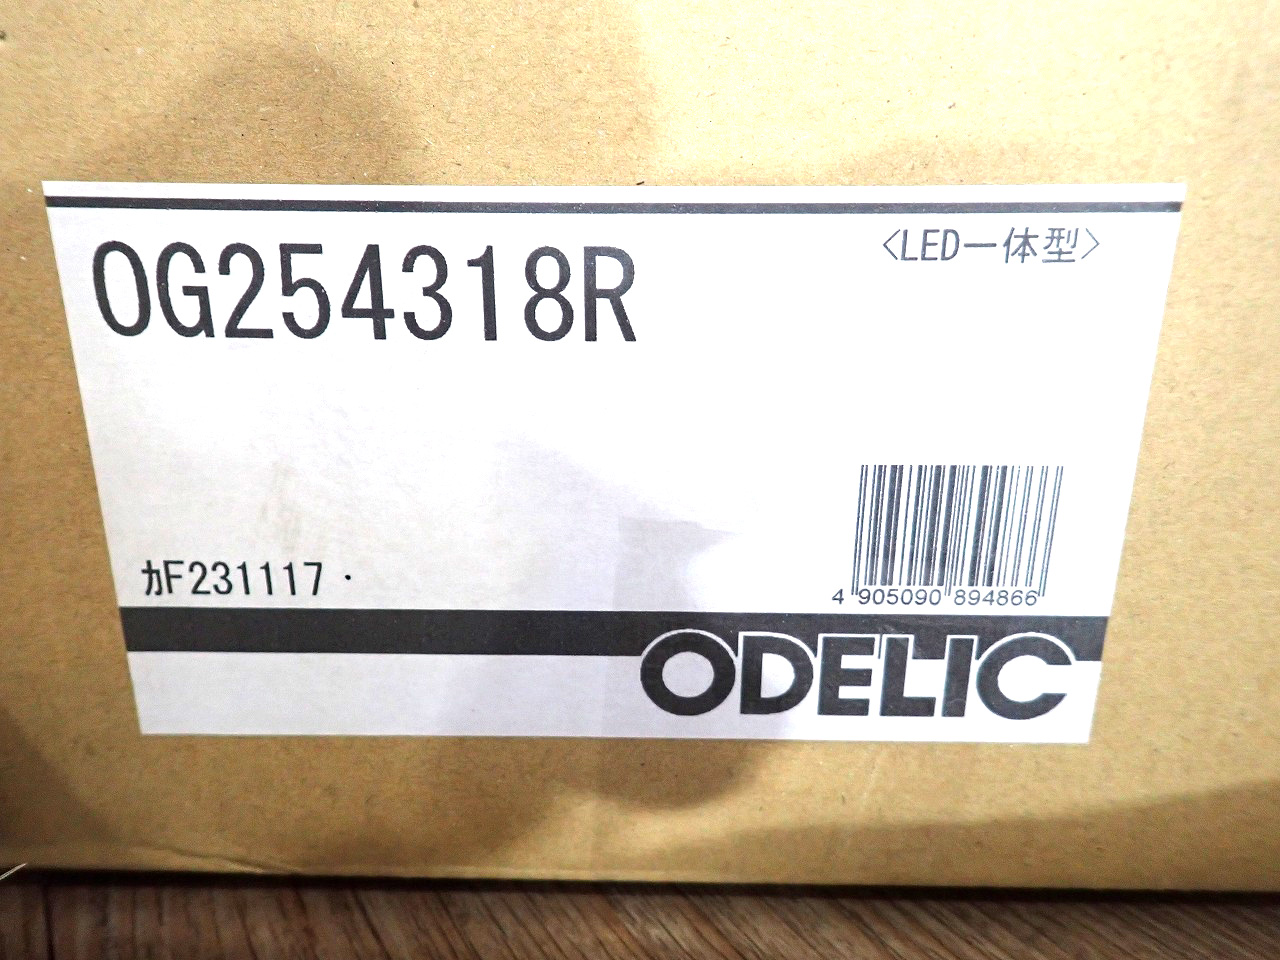 OG254318R
〈LED一体型〉
ｶF231117 ·
4 905090 894866
ODELIC